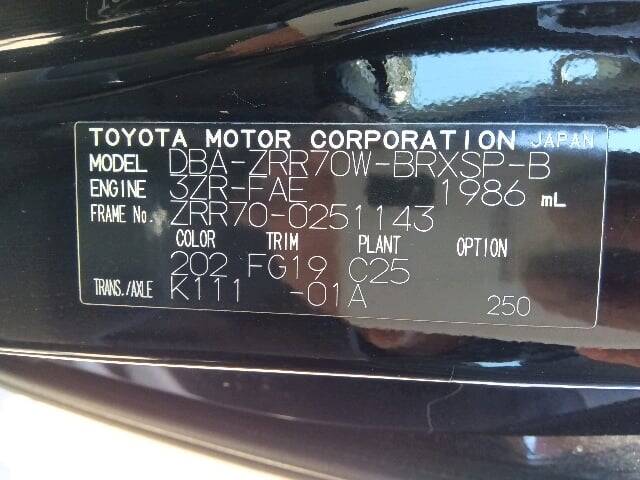 TOYOTA MOTOR CORPORATION JAPAN
MODEL DBA-ZRR70W-BRXSP-B
ENGINE 3ZR-FAE 1986 mL
FRAME No. ZRR70-0251143
COLOR TRIM PLANT OPTION
202 FG19 C25
TRANS./AXLE K111 -01A 250